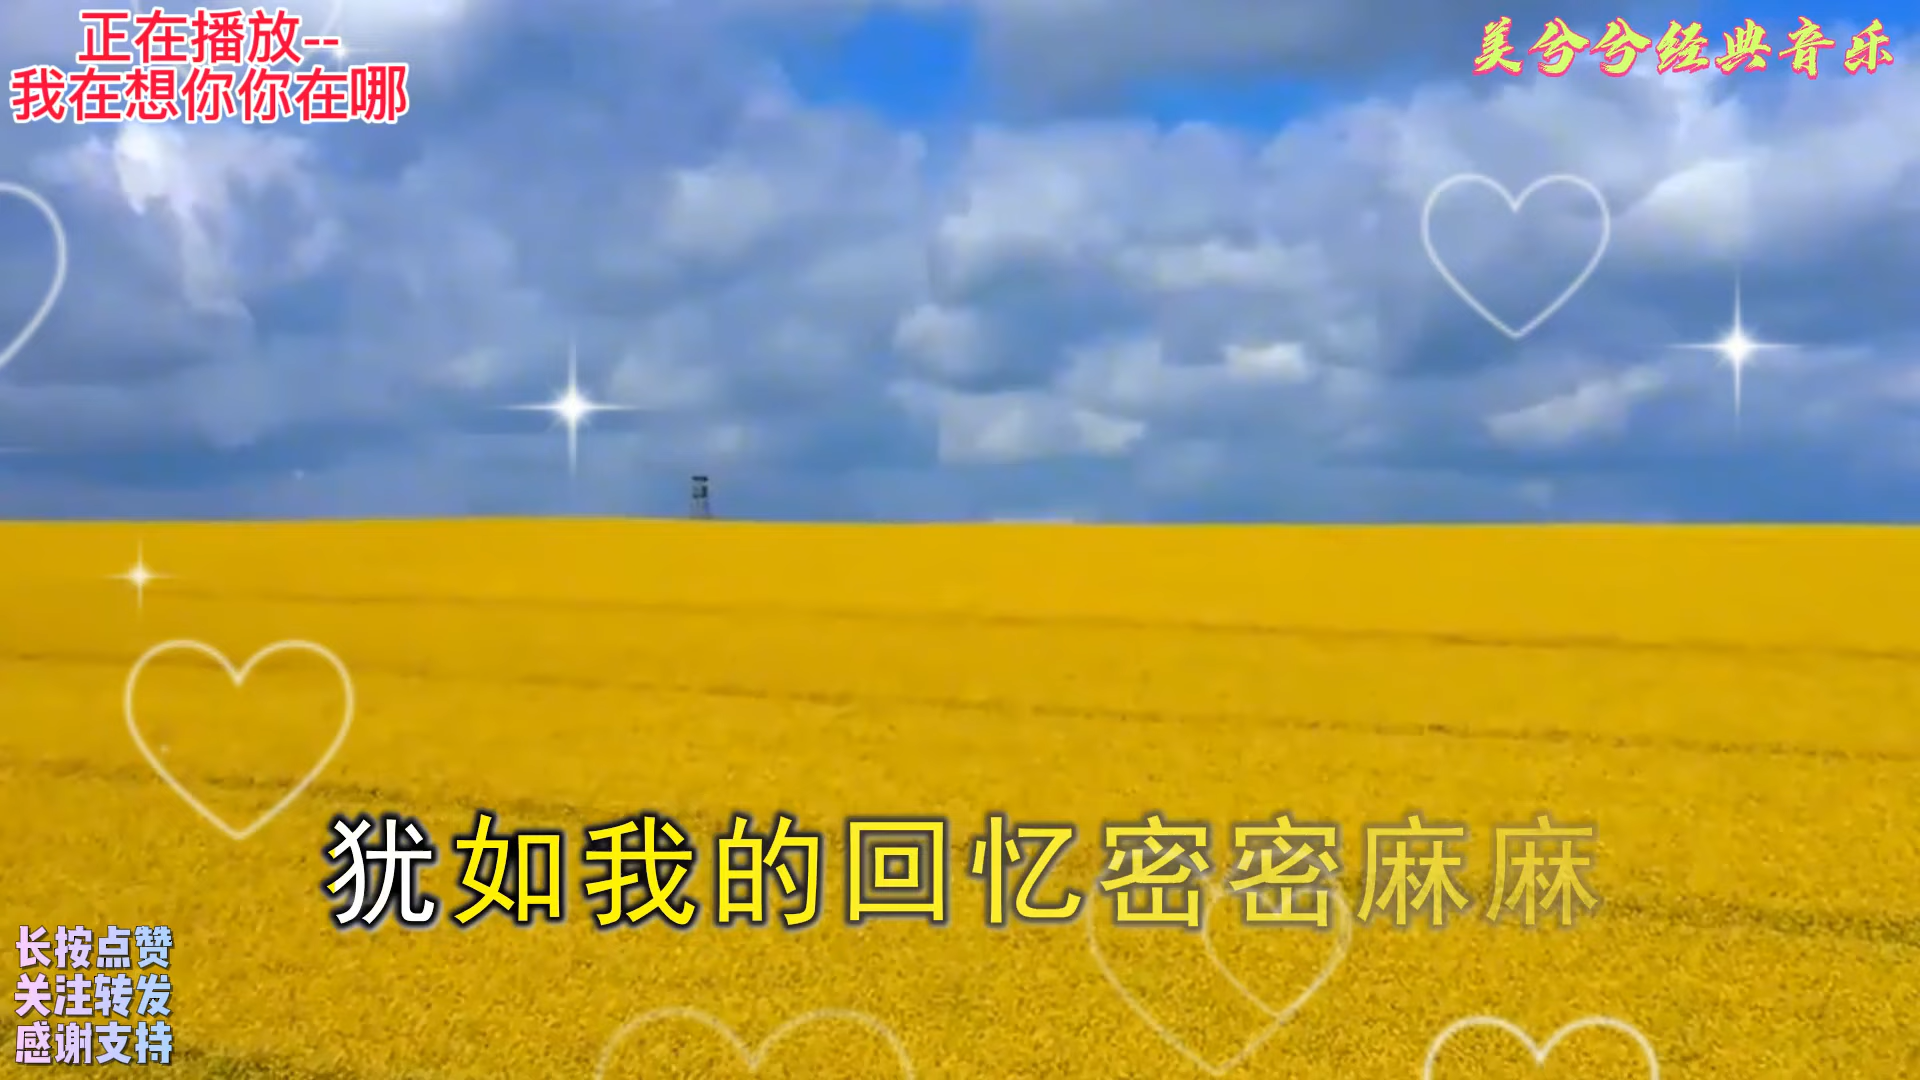 正在播放--
我在想你你在哪
美兮兮经典音乐
犹如我的回忆密密麻麻
长按点赞
关注转发
感谢支持